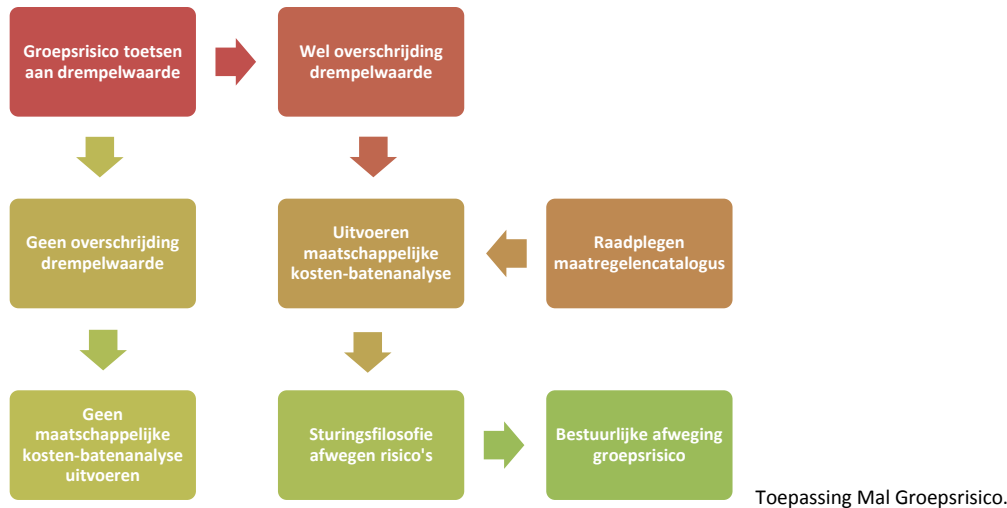 Groepsrisico toetsen
aan drempelwaarde
Wel overschrijding
drempelwaarde
Geen overschrijding
drempelwaarde
Uitvoeren
maatschappelijke
kosten-batenanalyse
Raadplegen
maatregelencatalogus
Geen
maatschappelijke
kosten-batenanalyse
uitvoeren
Sturingsfilosofie
afwegen risico's
Bestuurlijke afweging
groepsrisico
Toepassing Mal Groepsrisico.